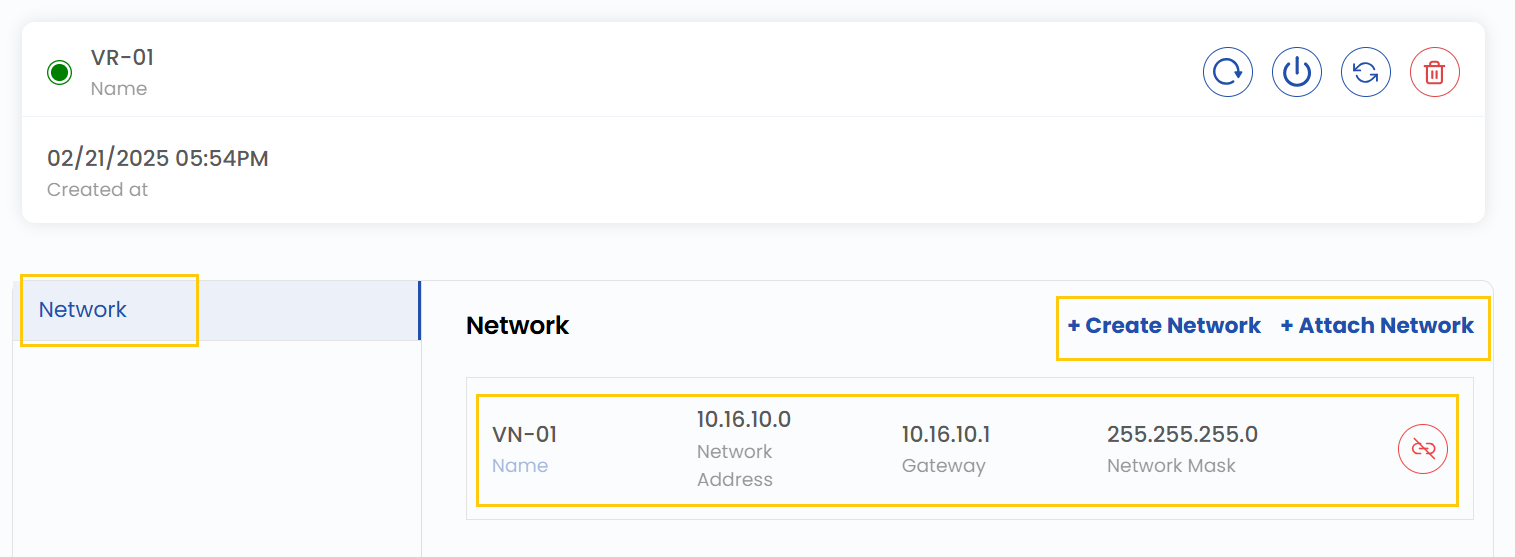 VR-01
Name
02/21/2025 05:54PM
Created at
Network
Network
+ Create Network + Attach Network
VN-01
Name
10.16.10.0
Network
Address
10.16.10.1
Gateway
255.255.255.0
Network Mask